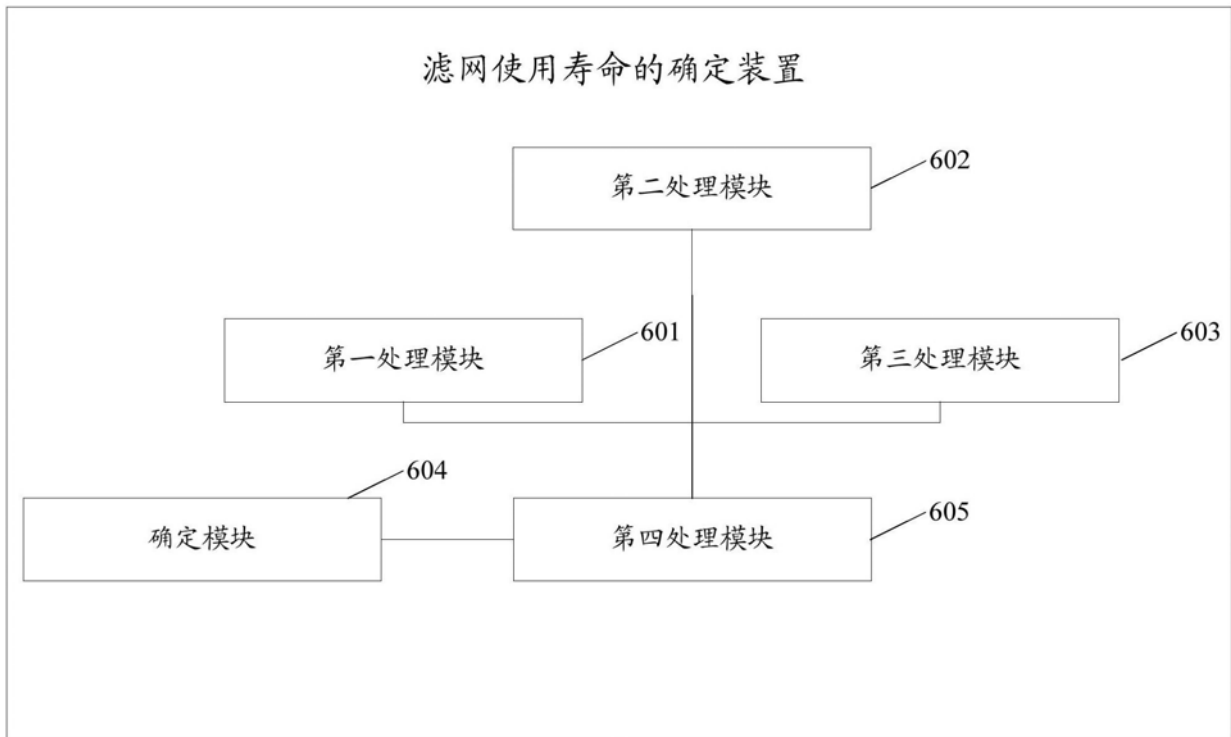 滤网使用寿命的确定装置
602
第二处理模块
601
603
第一处理模块
第三处理模块
604
605
确定模块
第四处理模块